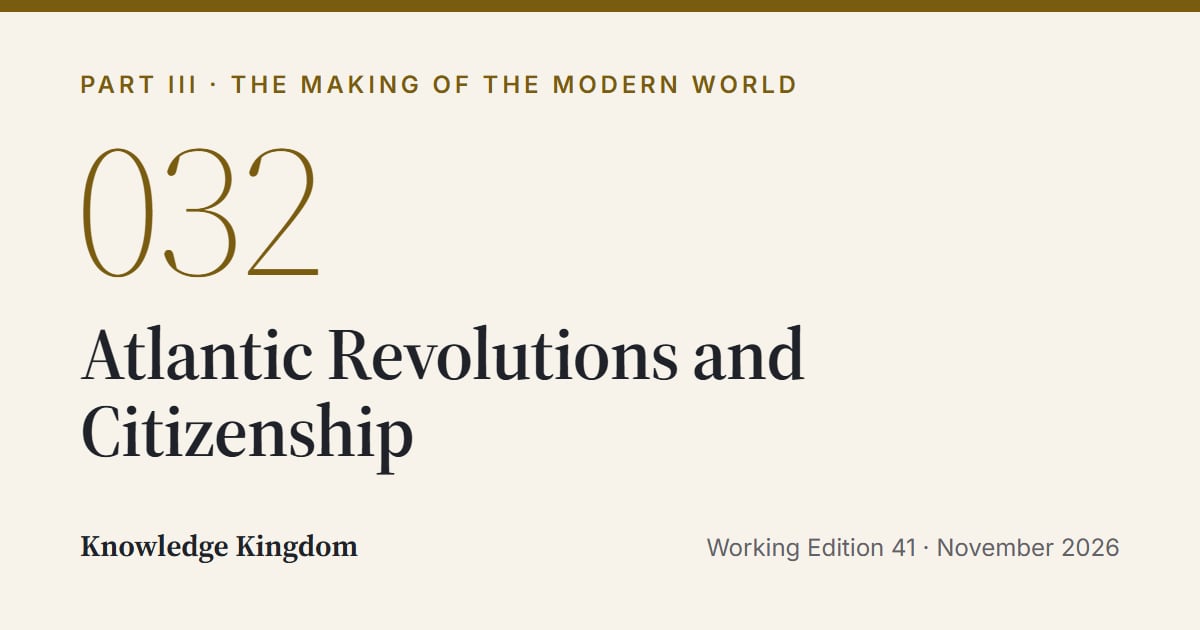 PART III · THE MAKING OF THE MODERN WORLD
032
Atlantic Revolutions and
Citizenship
Knowledge Kingdom
Working Edition 41 · November 2026